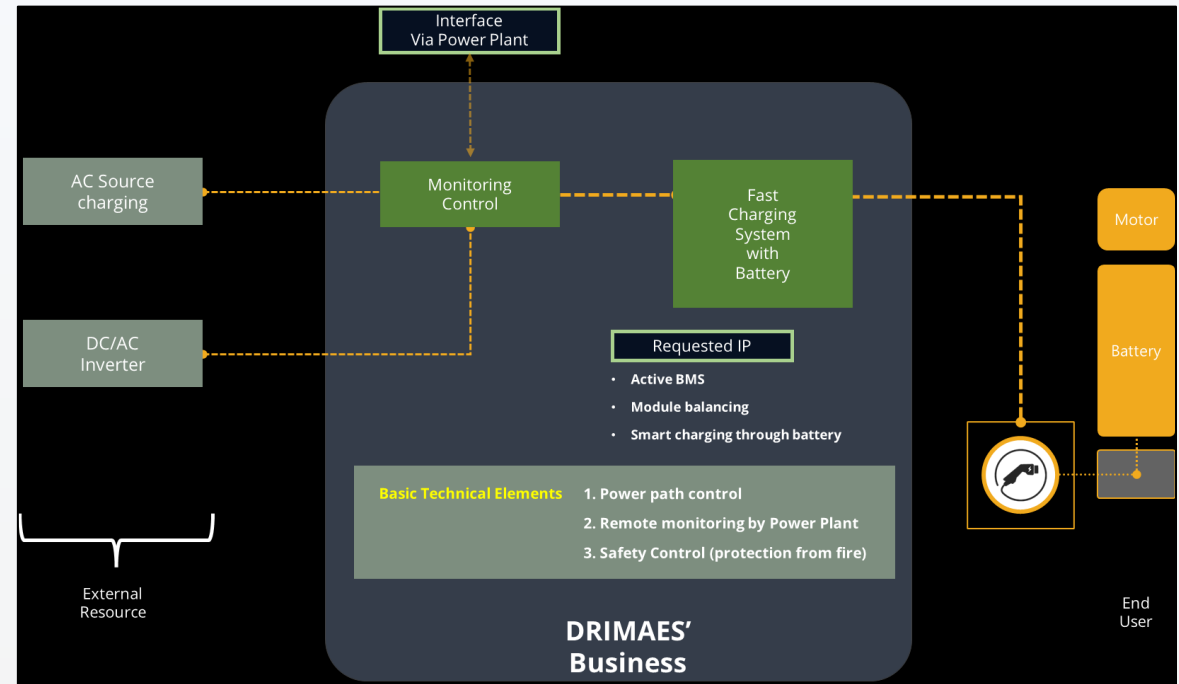 Interface
Via Power Plant
AC Source
charging
Monitoring
Control
Fast
Charging
System
with
Battery
Motor
DC/AC
Inverter
Requested IP
Battery
• Active BMS
• Module balancing
• Smart charging through battery
Basic Technical Elements 1. Power path control
2. Remote monitoring by Power Plant
3. Safety Control (protection from fire)
External
Resource
End
User
DRIMAES’
Business